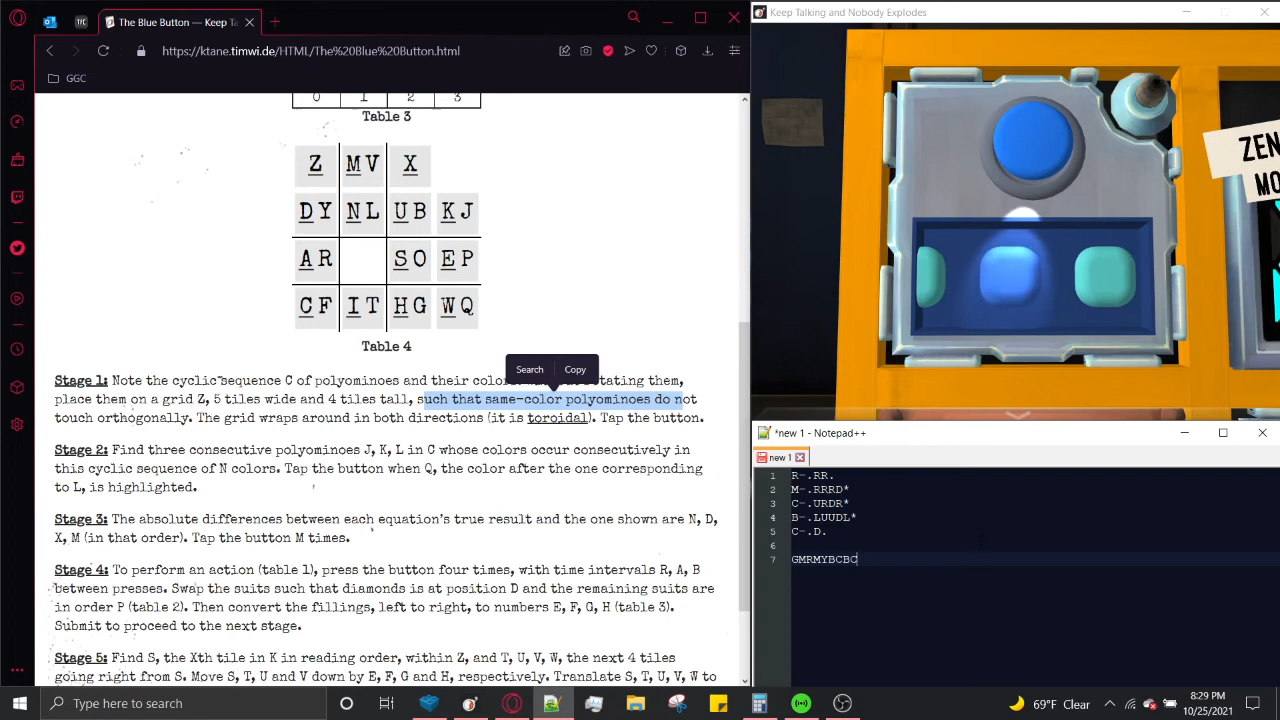 The Blue Button — Keep Ta
https://ktane.timwi.de/HTML/The%20Blue%20Button.html
GGC
0 1 2 3
Table 3
Z MV X
DY NL UB KJ
AR SO EP
CF IT HG WQ
Table 4
Search Copy
Stage 1: Note the cyclic sequence C of polyominoes and their colo tating them,
place them on a grid Z, 5 tiles wide and 4 tiles tall, such that same-color polyominoes do not
touch orthogonally. The grid wraps around in both directions (it is toroidal). Tap the button.
Stage 2: Find three consecutive polyominoes J, K, L in C whose colors occur consecutively in
this cyclic sequence of N colors. Tap the button when Q, the color after the one corresponding
to L, is highlighted.
Stage 3: The absolute differences between each equation's true result and the one shown are N, D,
X, M (in that order). Tap the button M times.
Stage 4: To perform an action (table 1), press the button four times, with time intervals R, A, B
between presses. Swap the suits such that diamonds is at position D and the remaining suits are
in order P (table 2). Then convert the fillings, left to right, to numbers E, F, G, H (table 3).
Submit to proceed to the next stage.
Stage 5: Find S, the Xth tile in K in reading order, within Z, and T, U, V, W, the next 4 tiles
going right from S. Move S, T, U and V down by E, F, G and H, respectively. Translate S, T, U, V, W to
Keep Talking and Nobody Explodes
ZEN
MO
*new 1 - Notepad++
new 1
1 R-.RR.
2 M-.RRRD*
3 C-.URDR*
4 B-.LUUDL*
5 C-.D.
6
7 GMRMYBCBC
Type here to search
69°F Clear
8:29 PM
10/25/2021